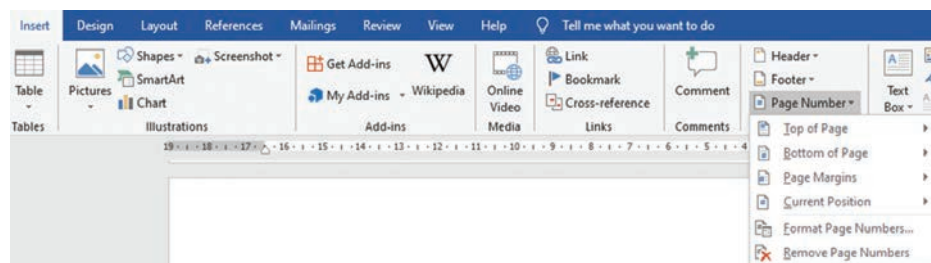 Insert Design Layout References Mailings Review View Help Tell me what you want to do
Table
Tables
Pictures
Shapes
Screenshot
SmartArt
Chart
Illustrations
Get Add-ins
My Add-ins
W
Wikipedia
Add-ins
Online
Video
Media
Link
Bookmark
Cross-reference
Links
Comment
Comments
Header
Footer
Page Number
Text
Box
Top of Page
Bottom of Page
Page Margins
Current Position
Format Page Numbers...
Remove Page Numbers
19 · 18 · 17 · 16 · 15 · 14 · 13 · 12 · 11 · 10 · 9 · 8 · 7 · 6 · 5 · 4